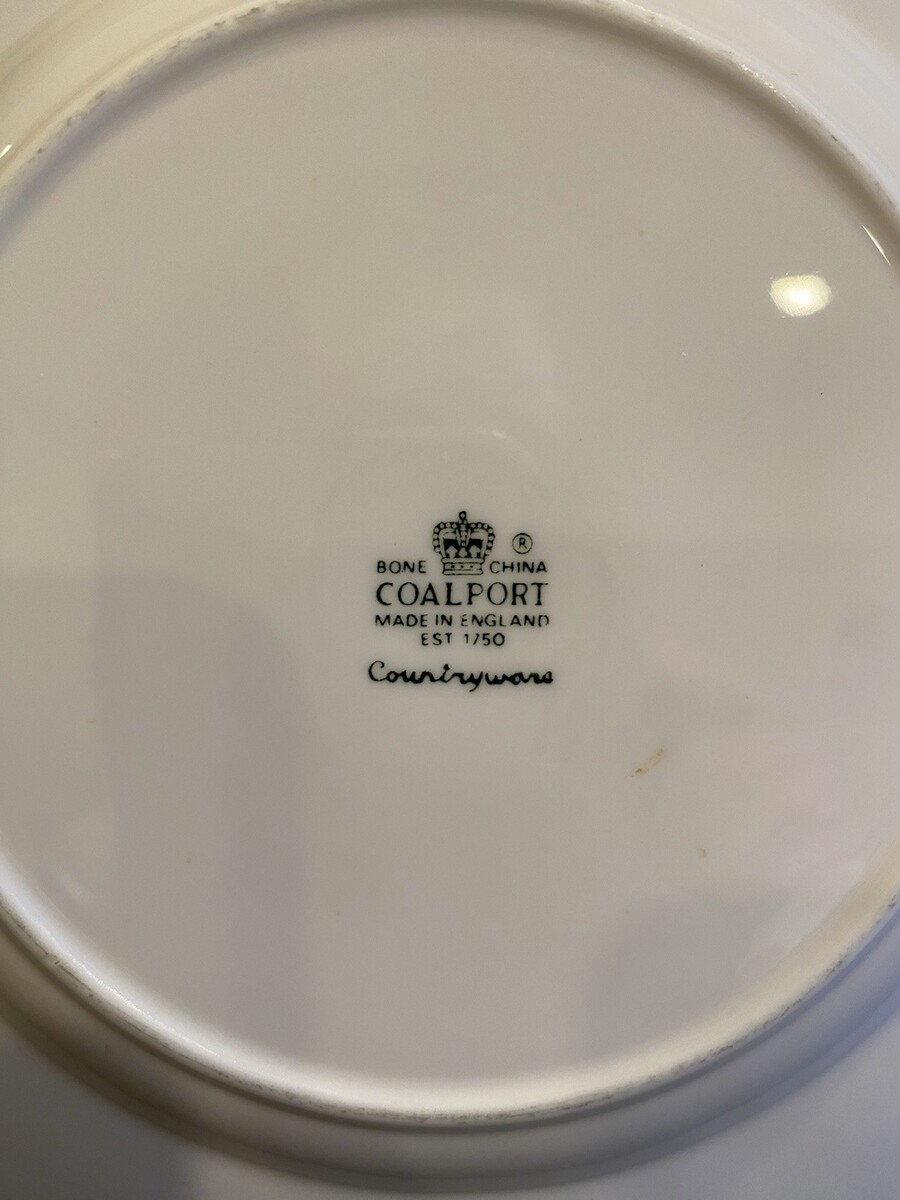 ®
BONE CHINA
COALPORT
MADE IN ENGLAND
EST 1750
Countryware